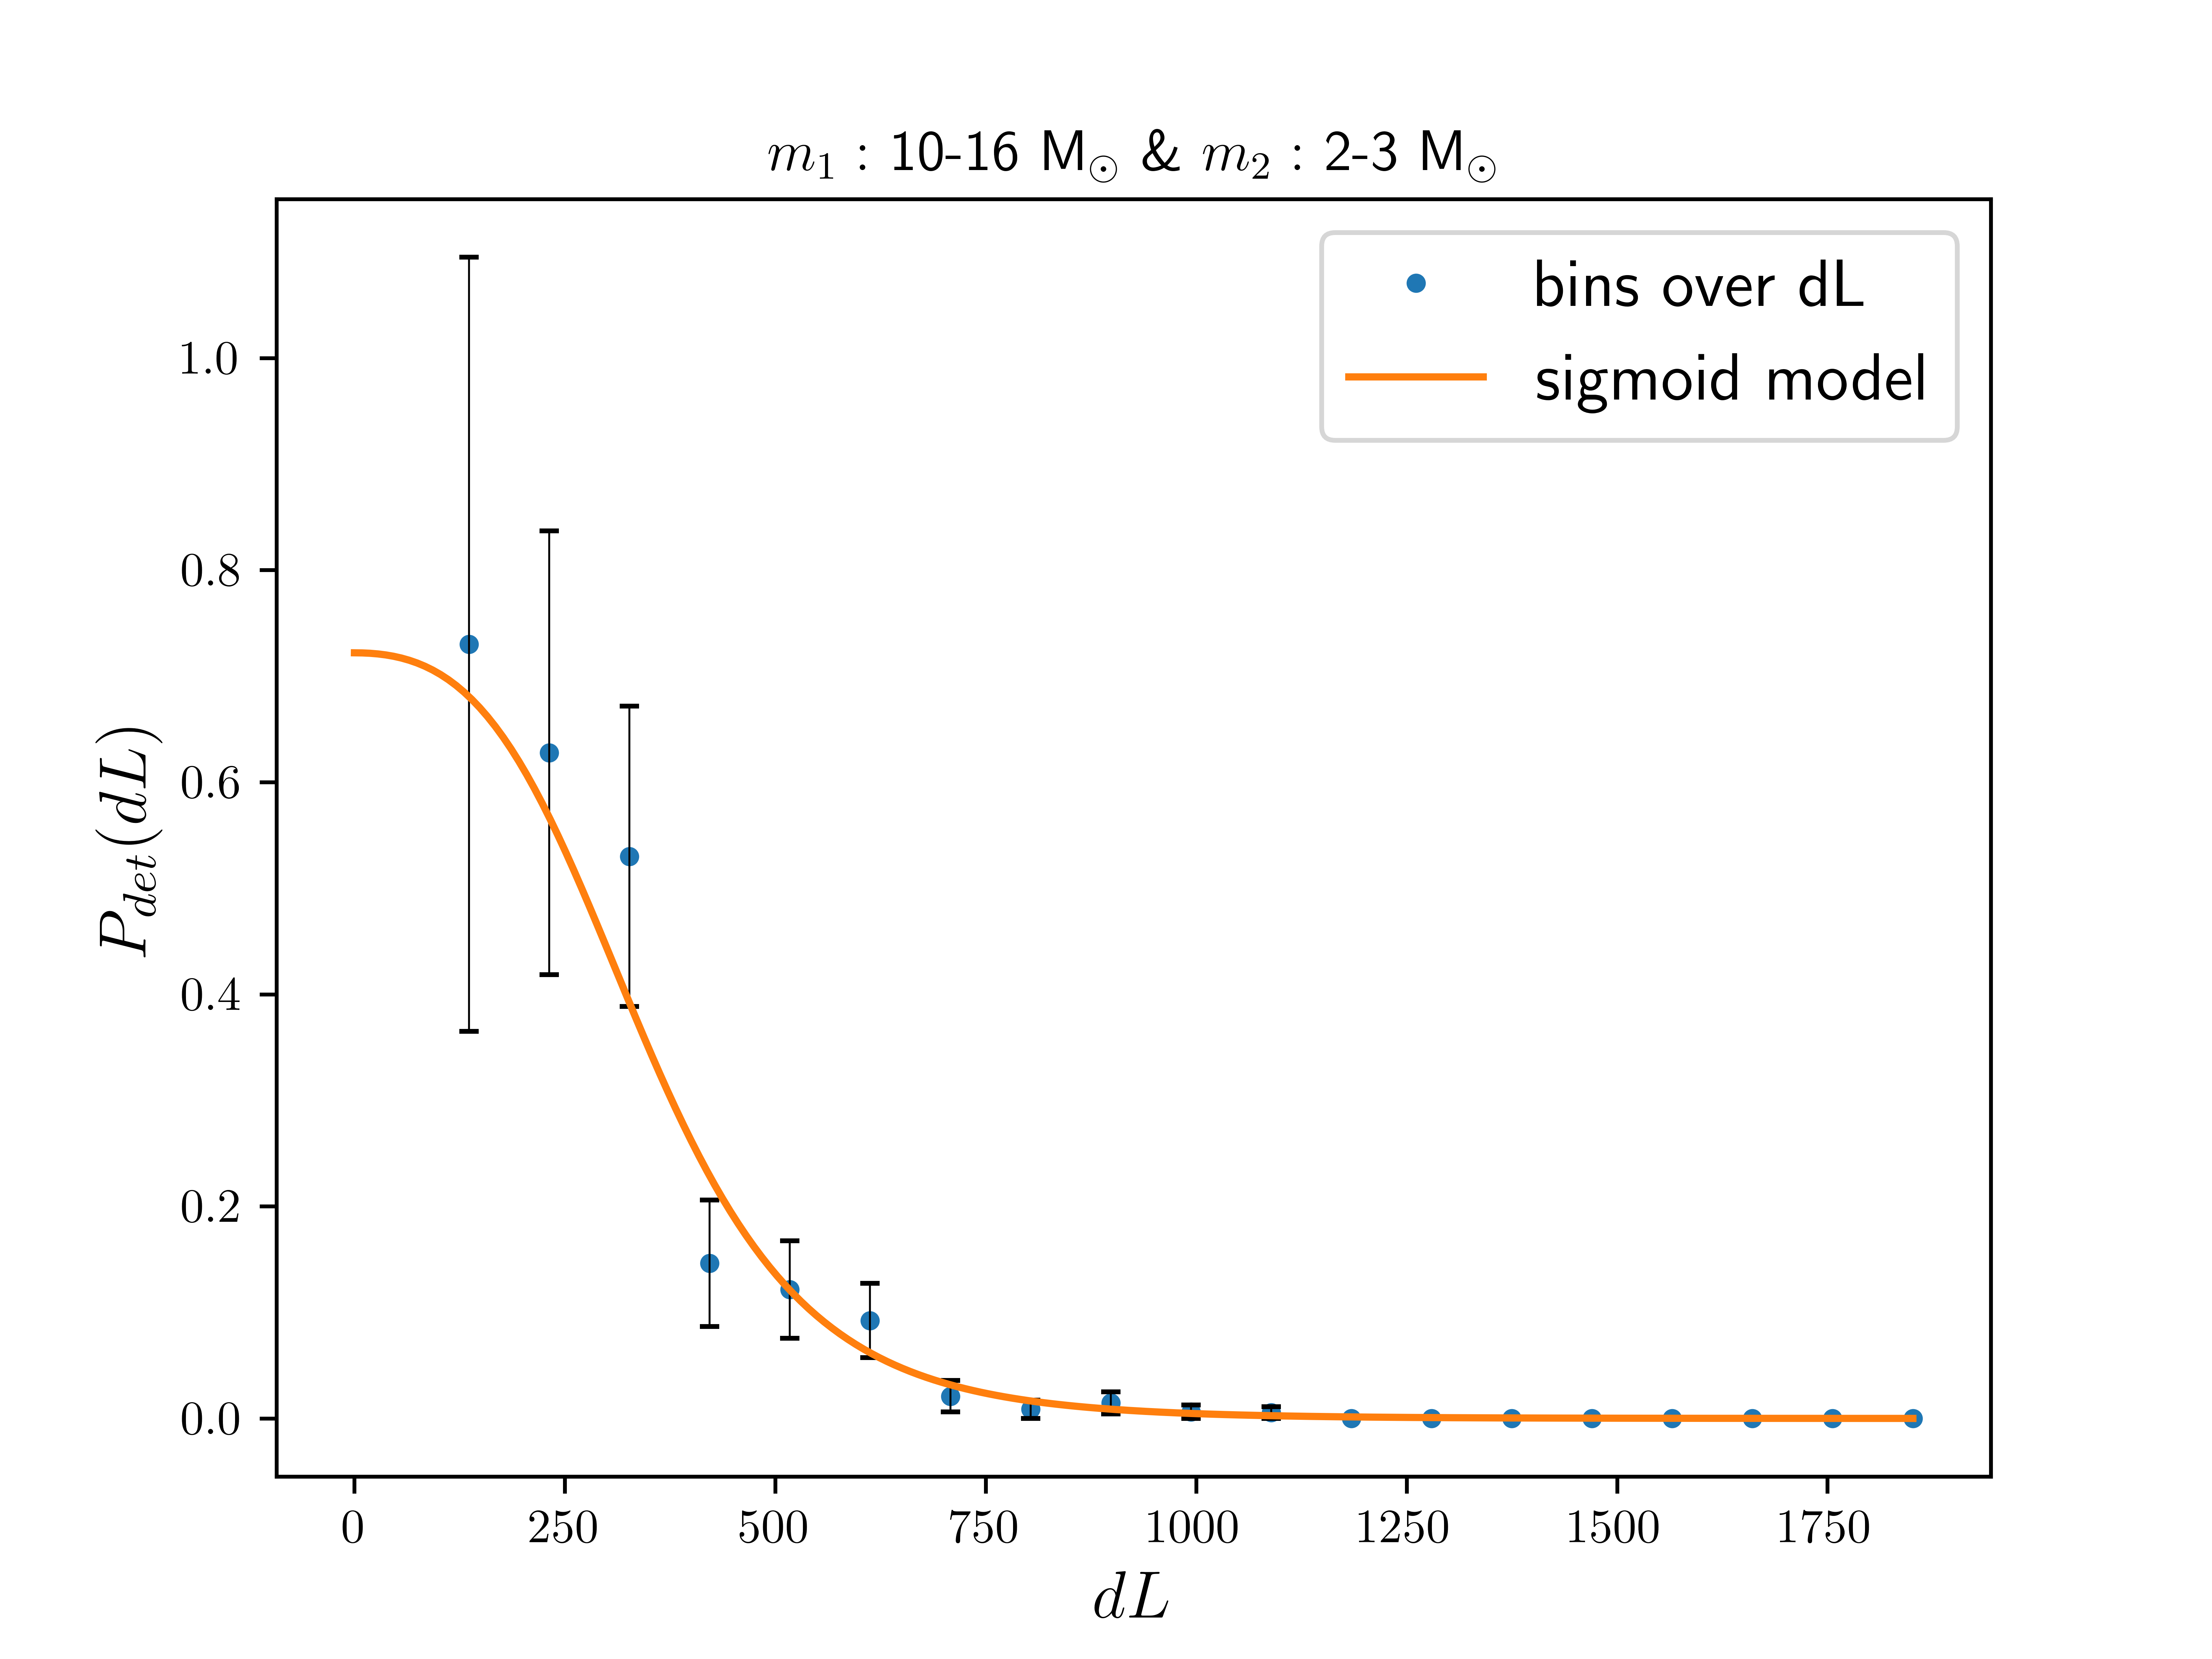 m₁ : 10-16 M⊙ & m₂ : 2-3 M⊙
bins over dL
sigmoid model
P_det(dL)
1.0
0.8
0.6
0.4
0.2
0.0
0 250 500 750 1000 1250 1500 1750
dL